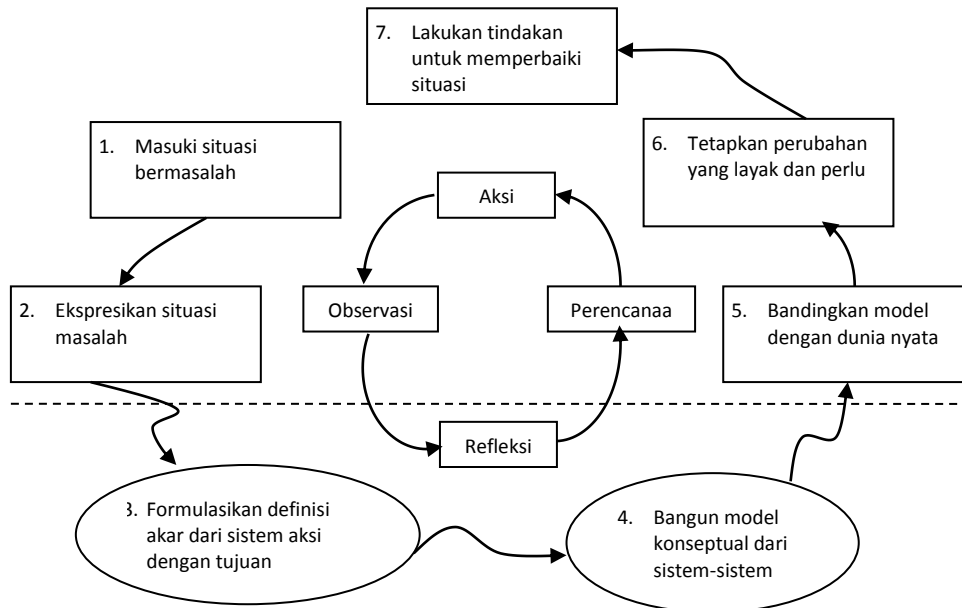 7. Lakukan tindakan
untuk memperbaiki
situasi
1. Masuki situasi
bermasalah
6. Tetapkan perubahan
yang layak dan perlu
Aksi
2. Ekspresikan situasi
masalah
Observasi
Perencanaa
5. Bandingkan model
dengan dunia nyata
Refleksi
3. Formulasikan definisi
akar dari sistem aksi
dengan tujuan
4. Bangun model
konseptual dari
sistem-sistem